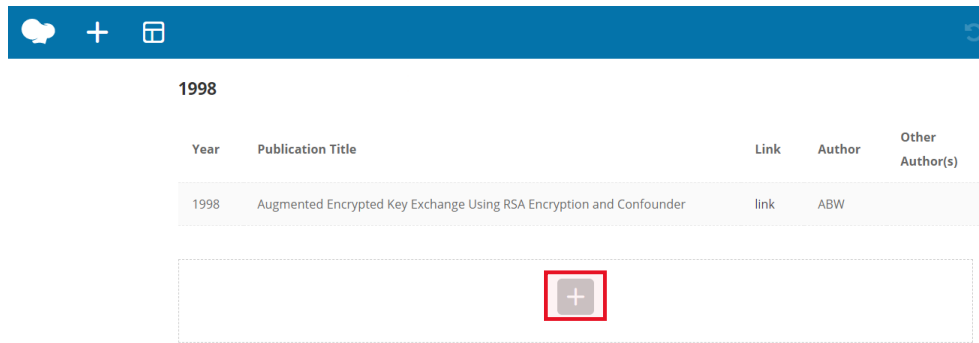 1998
Year Publication Title Link Author Other Author(s)
1998 Augmented Encrypted Key Exchange Using RSA Encryption and Confounder link ABW